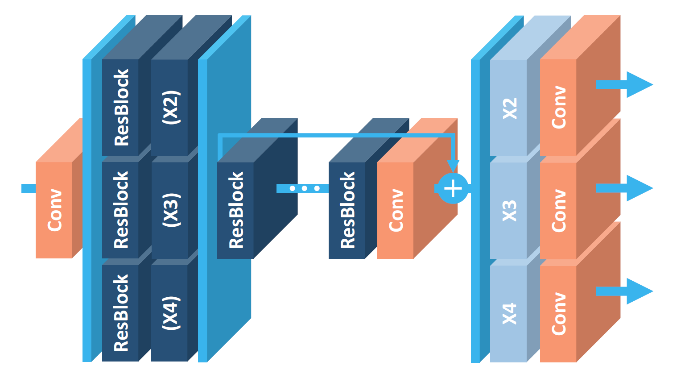 Conv
ResBlock
(X2)
ResBlock
(X3)
ResBlock
(X4)
ResBlock
...
ResBlock
Conv
+
X2
Conv
X3
Conv
X4
Conv